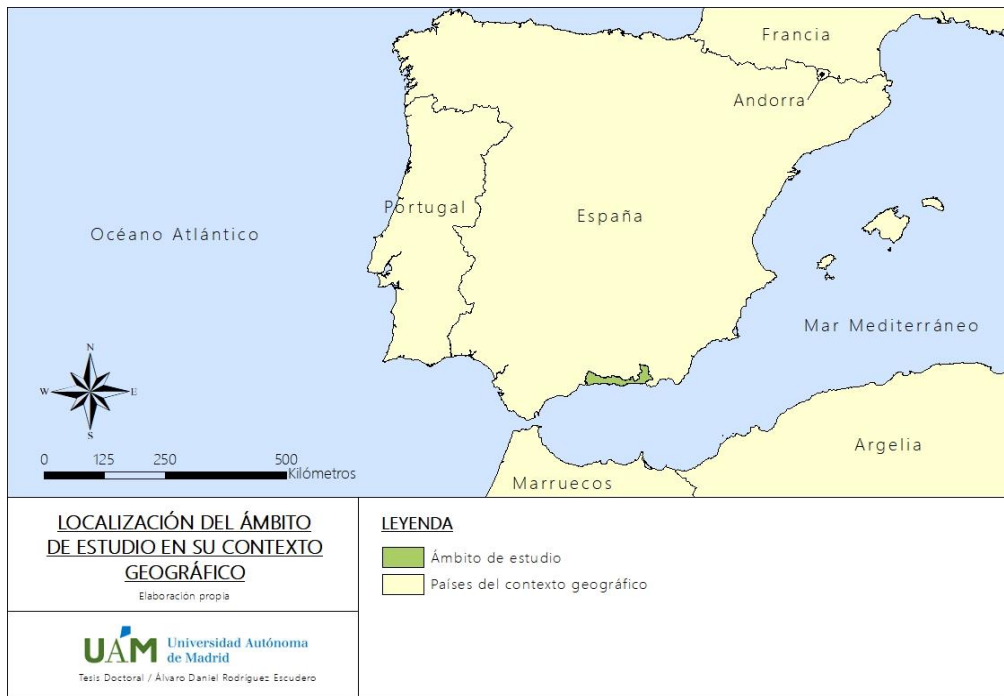 Francia
Andorra
Portugal
España
Océano Atlántico
Mar Mediterráneo
N
W E
S
0 125 250 500
Kilómetros
Argelia
Marruecos
LOCALIZACIÓN DEL ÁMBITO
DE ESTUDIO EN SU CONTEXTO
GEOGRÁFICO
Elaboración propia
UAM Universidad Autónoma
de Madrid
Tesis Doctoral / Álvaro Daniel Rodríguez Escudero
LEYENDA
Ámbito de estudio
Países del contexto geográfico